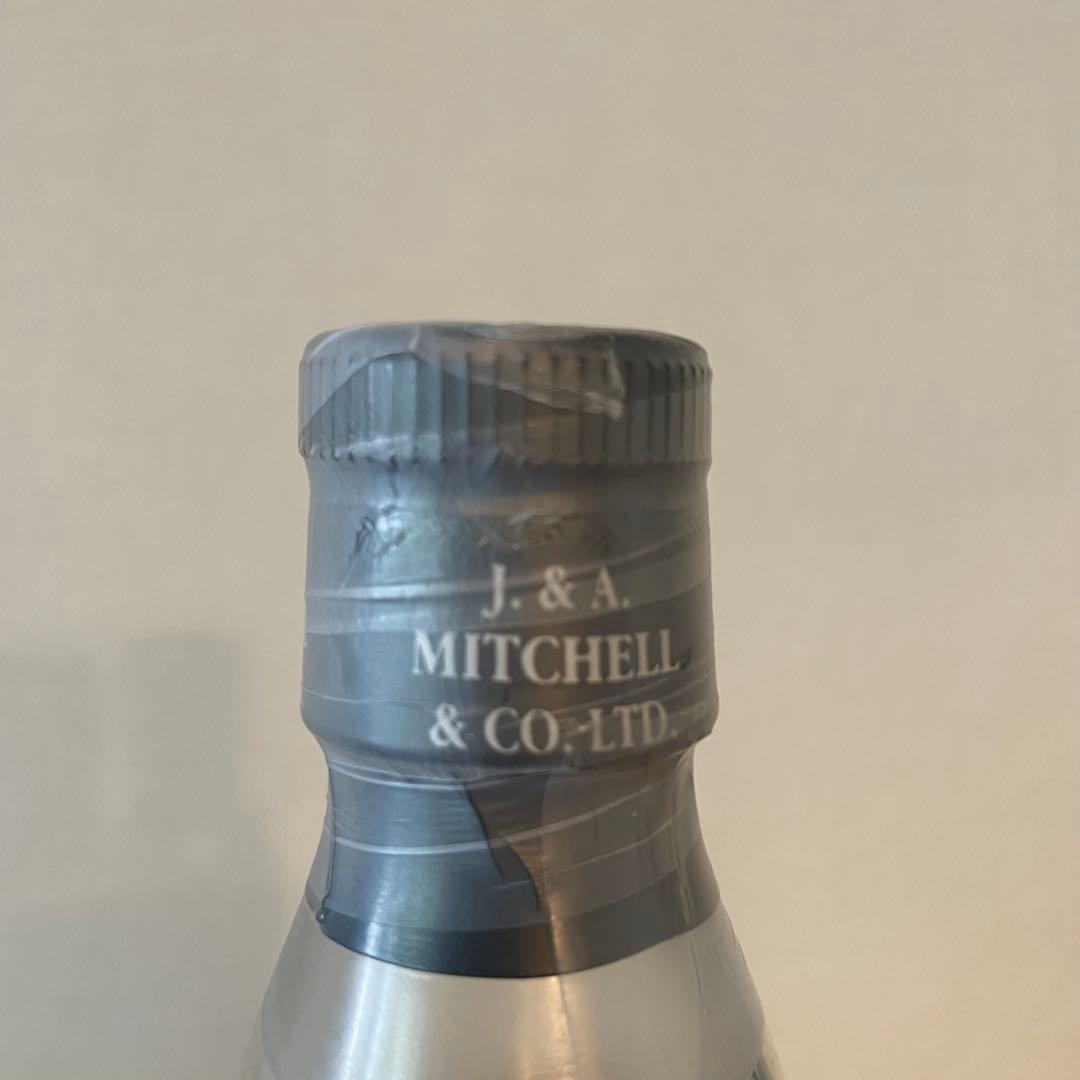 J. & A.
MITCHELL
& CO. LTD.